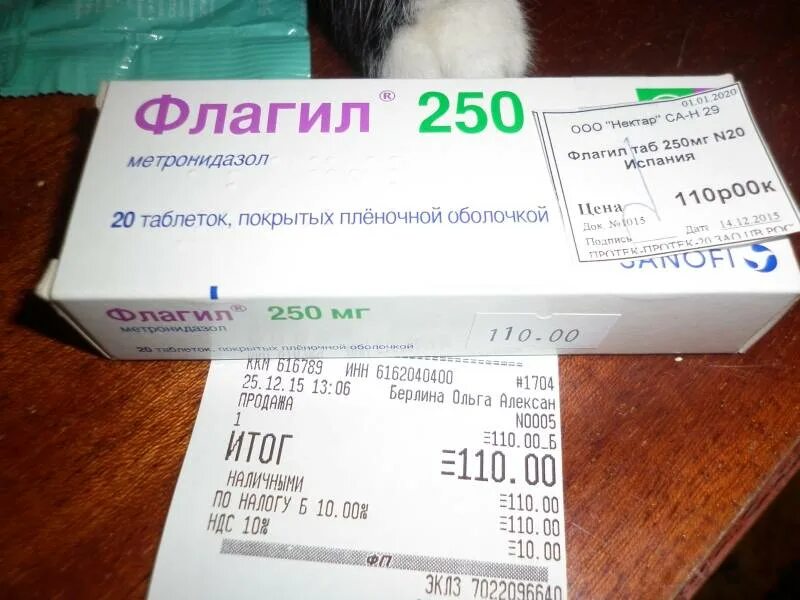 Флагил® 250
метронидазол
20 таблеток, покрытых плёночной оболочкой
SANOFI
01.01.2020
ООО "Нектар" СА-Н 29
Флагил таб 250мг N20
Испания
Цена 110р00к
Док. №1015
Подпись Дата 14.12.2015
ПРОТЕК-ПРОТЕК-20 ЗАО ЦВ РОС
Флагил® 250 мг
метронидазол
20 таблеток, покрытых плёночной оболочкой
110.00
ККМ 616789 ИНН 6162040400 #1704
25.12.15 13:06 Берлина Ольга Алексан
ПРОДАЖА N0005
1 ≡110.00_Б
ИТОГ ≡110.00
НАЛИЧНЫМИ ≡110.00
ПО НАЛОГУ Б 10.00% ≡110.00
НДС 10% ≡10.00
ФП
ЭКЛЗ 7022096640